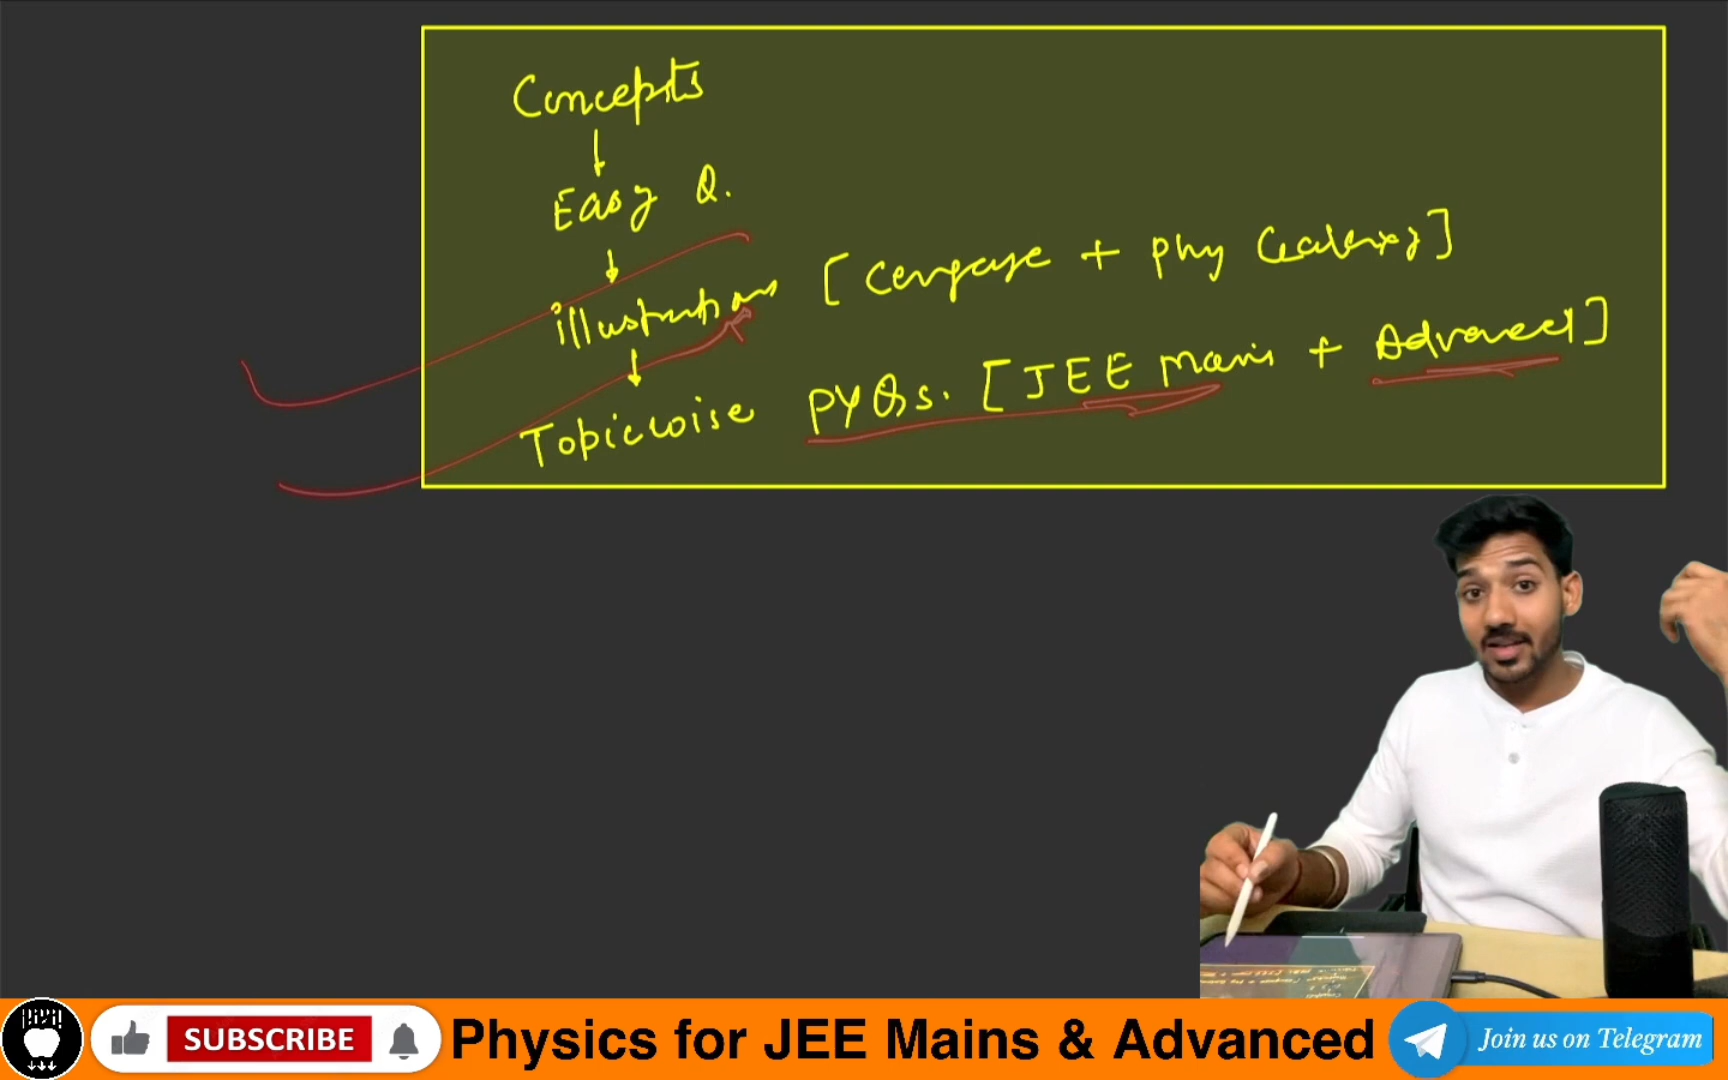 Concepts
Easy Q.
illustrations [Cengage + Phy Galaxy]
Topicwise PYQs. [JEE Mains + Advanced]
SUBSCRIBE
Physics for JEE Mains & Advanced
Join us on Telegram